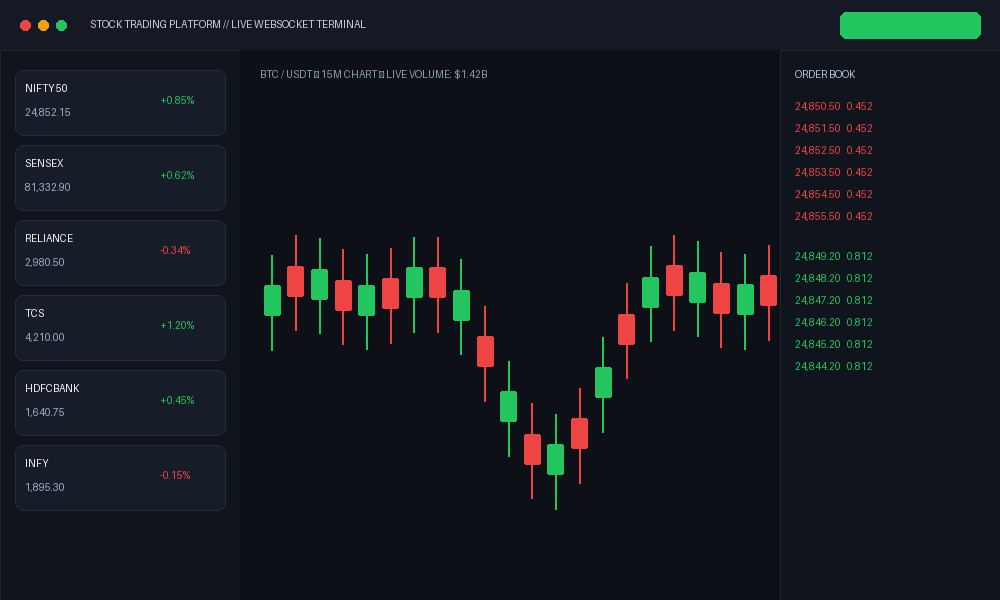 STOCK TRADING PLATFORM // LIVE WEBSOCKET TERMINAL
NIFTY 50
24,852.15
+0.85%
SENSEX
81,332.90
+0.62%
RELIANCE
2,980.50
-0.34%
TCS
4,210.00
+1.20%
HDFCBANK
1,640.75
+0.45%
INFY
1,895.30
-0.15%
BTC / USDT ▯ 15M CHART ▯ LIVE VOLUME: $1.42B
ORDER BOOK
24,850.50 0.452
24,851.50 0.452
24,852.50 0.452
24,853.50 0.452
24,854.50 0.452
24,855.50 0.452
24,849.20 0.812
24,848.20 0.812
24,847.20 0.812
24,846.20 0.812
24,845.20 0.812
24,844.20 0.812